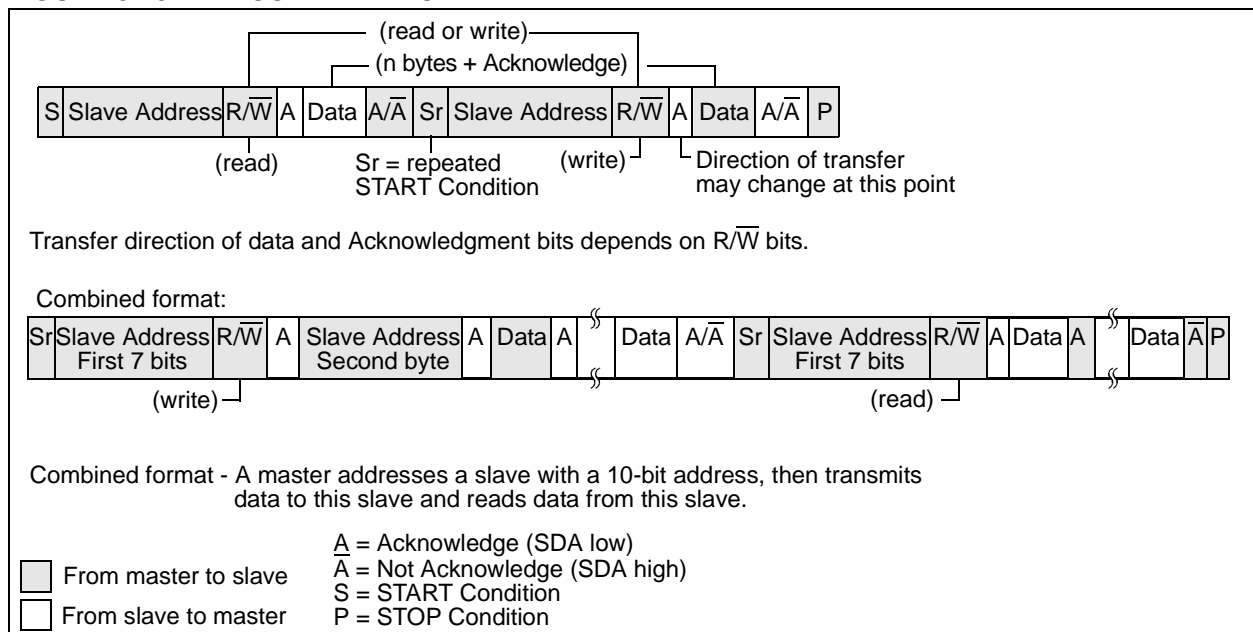 (read or write)
(n bytes + Acknowledge)
S Slave Address R/W̅ A Data A/A̅ Sr Slave Address R/W̅ A Data A/A̅ P
(read) Sr = repeated START Condition (write) Direction of transfer may change at this point
Transfer direction of data and Acknowledgment bits depends on R/W̅ bits.
Combined format:
Sr Slave Address First 7 bits R/W̅ A Slave Address Second byte A Data A Data A/A̅ Sr Slave Address First 7 bits R/W̅ A Data A Data A̅ P
(write) (read)
Combined format - A master addresses a slave with a 10-bit address, then transmits
data to this slave and reads data from this slave.
A = Acknowledge (SDA low)
A̅ = Not Acknowledge (SDA high)
S = START Condition
P = STOP Condition
From master to slave
From slave to master